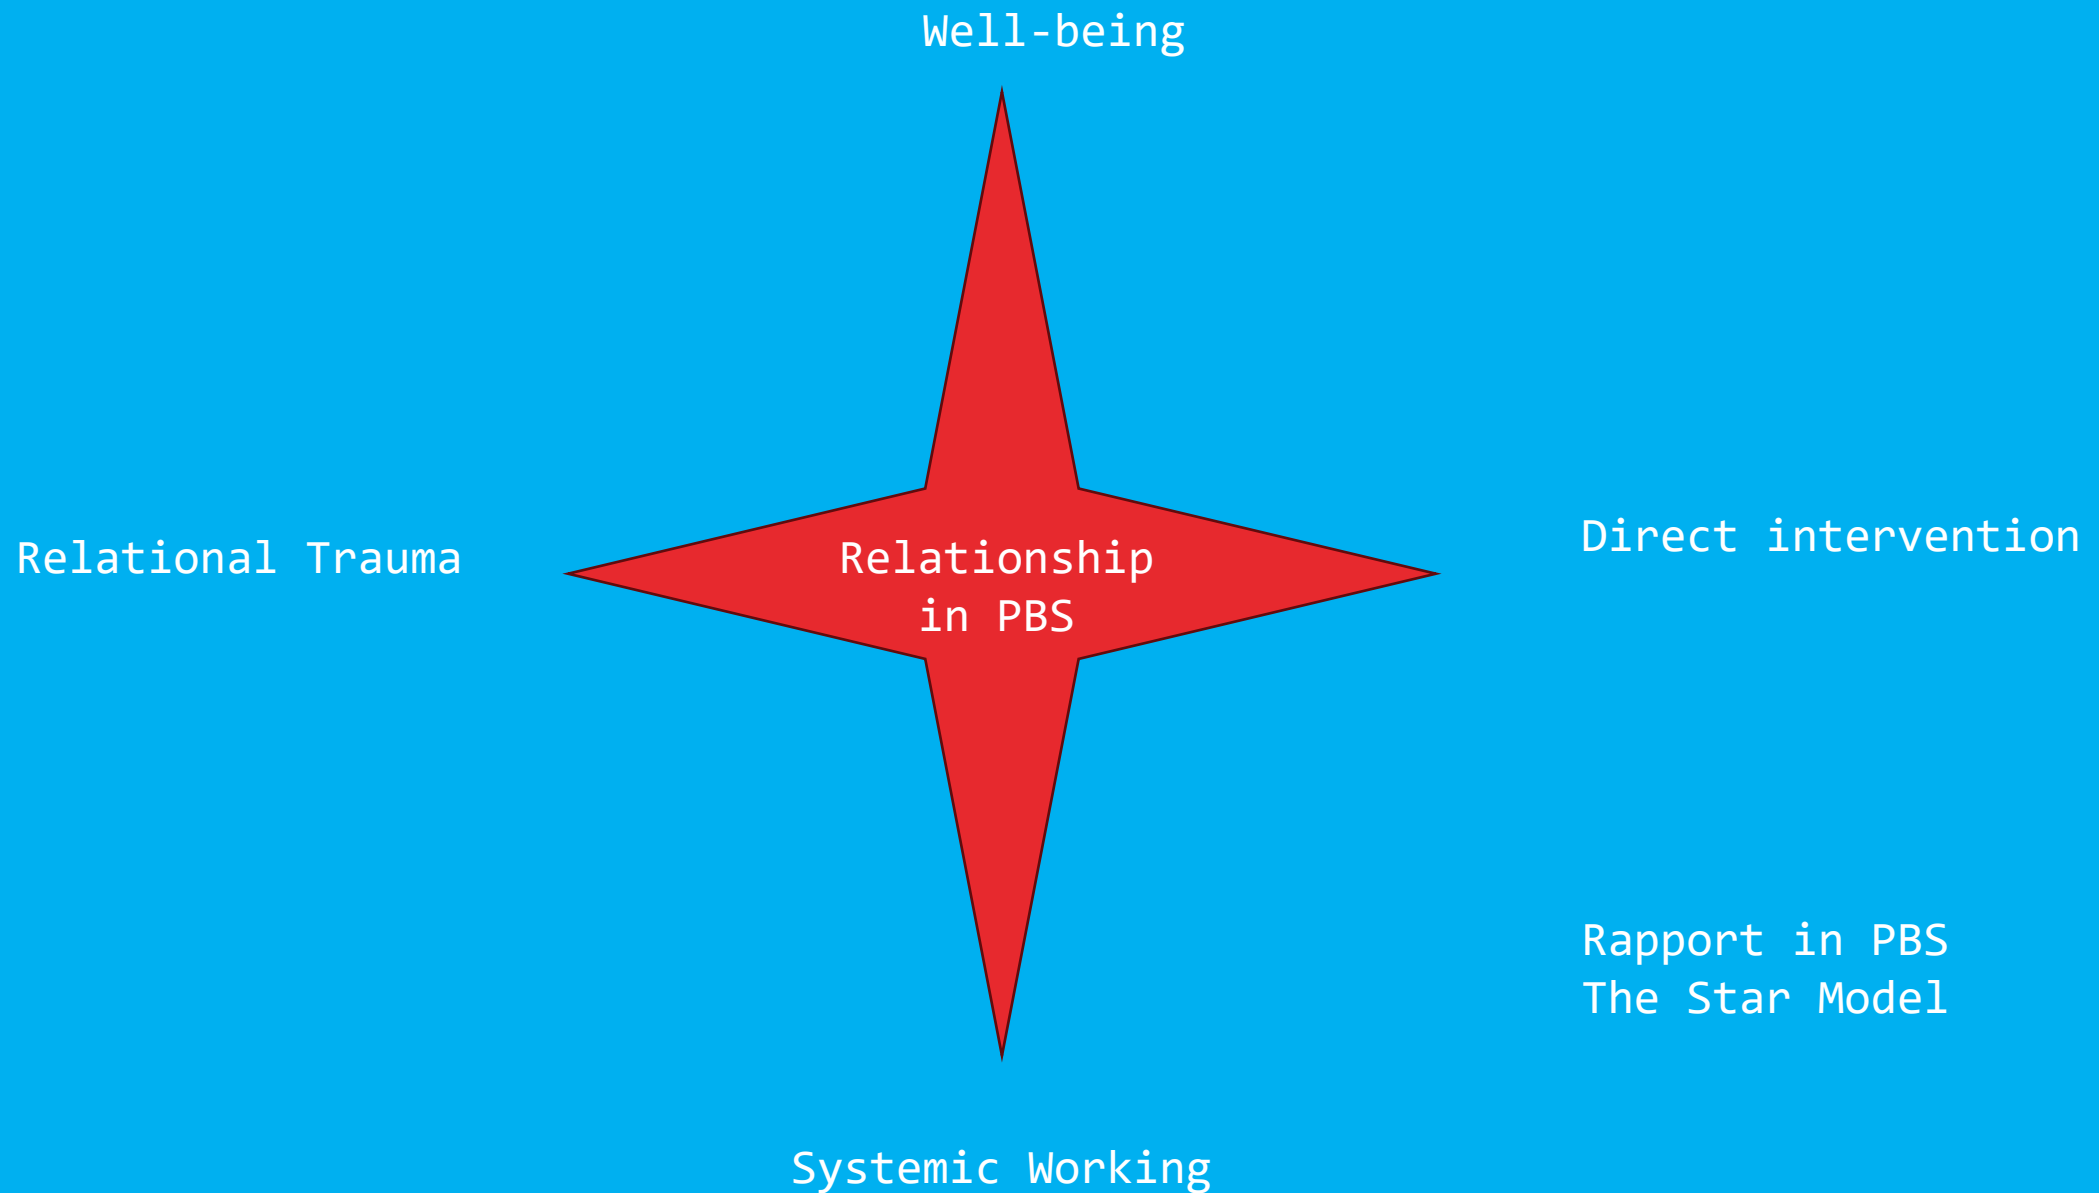 Well-being
Relational Trauma
Relationship
in PBS
Direct intervention
Rapport in PBS
The Star Model
Systemic Working